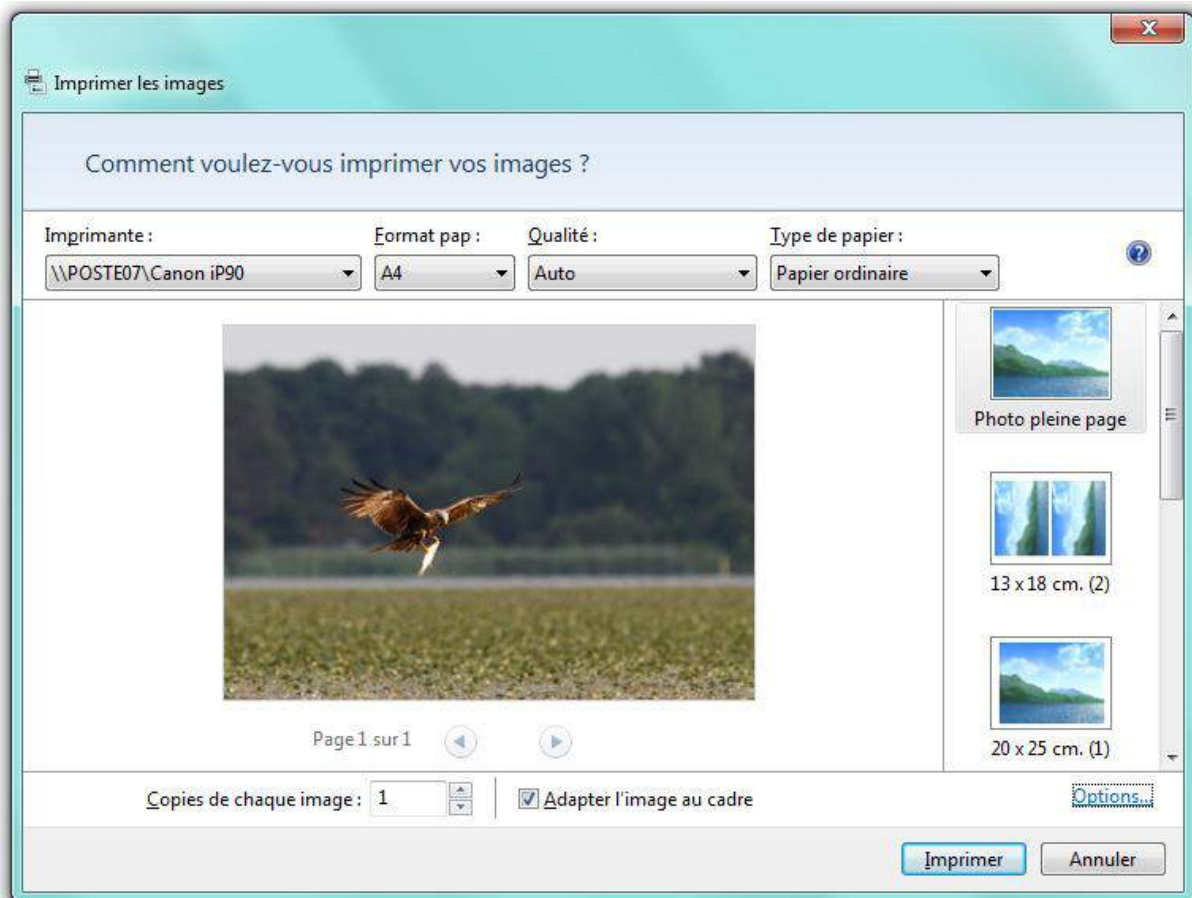 Imprimer les images
Comment voulez-vous imprimer vos images ?
Imprimante : Format pap : Qualité : Type de papier :
\\POSTE07\Canon iP90 A4 Auto Papier ordinaire
Photo pleine page
13 x 18 cm. (2)
20 x 25 cm. (1)
Page 1 sur 1
Copies de chaque image : 1 Adapter l'image au cadre Options...
Imprimer Annuler